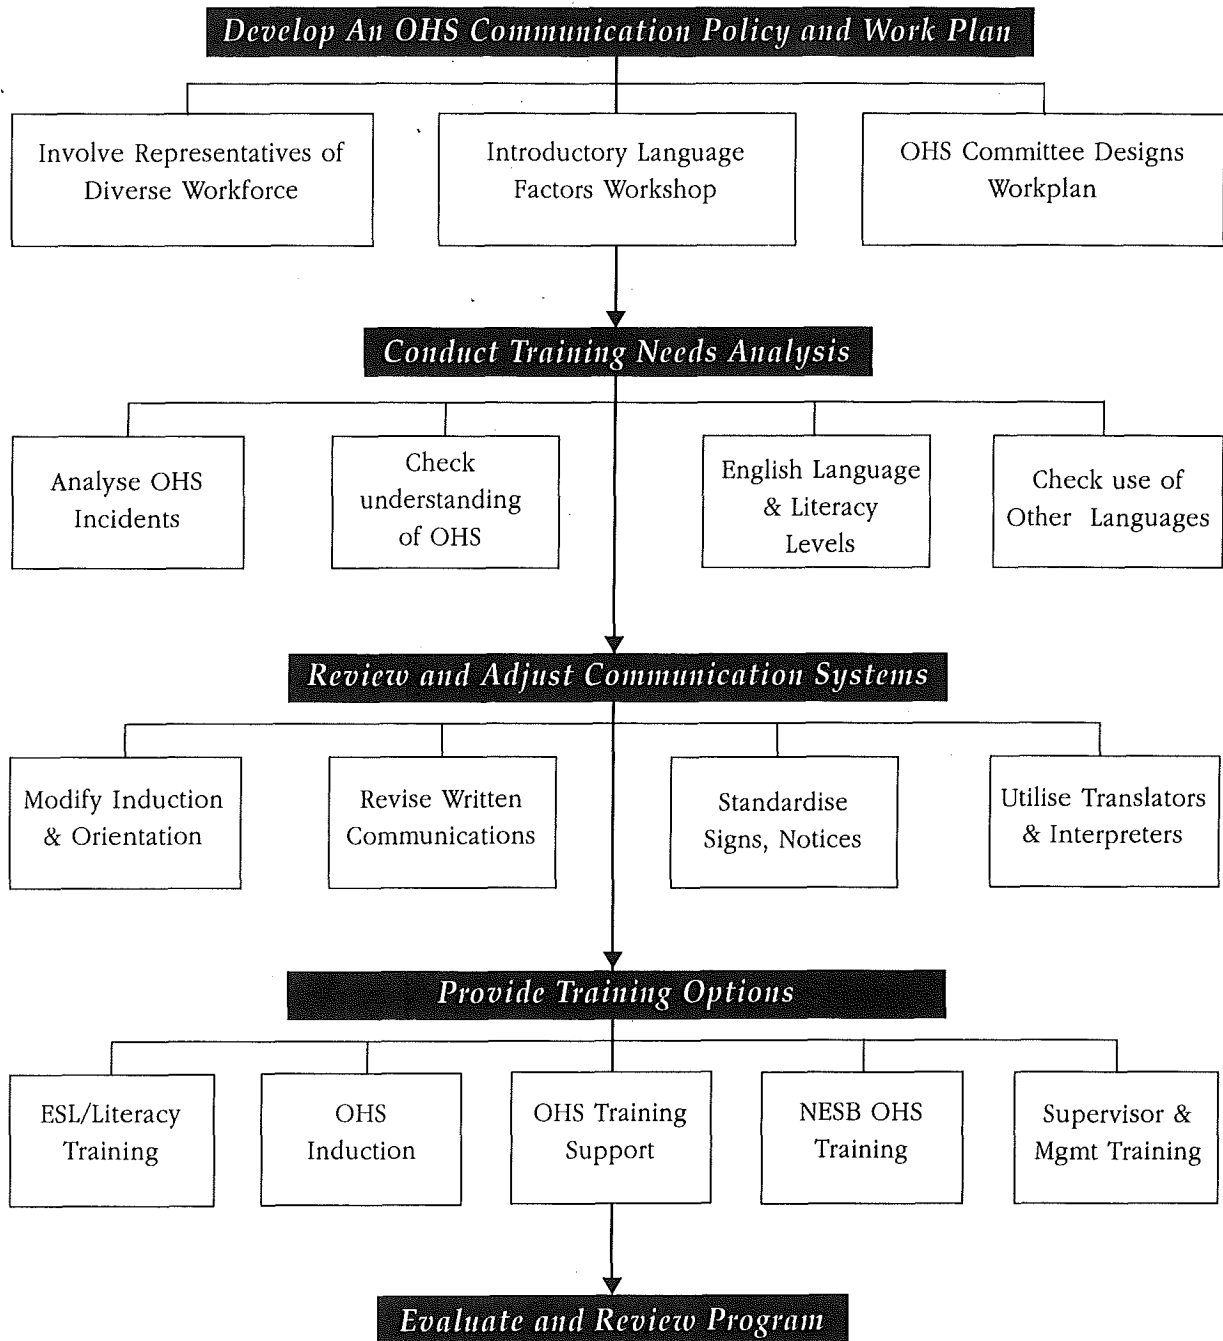 Develop An OHS Communication Policy and Work Plan
Involve Representatives of
Diverse Workforce
Introductory Language
Factors Workshop
OHS Committee Designs
Workplan
Conduct Training Needs Analysis
Analyse OHS
Incidents
Check
understanding
of OHS
English Language
& Literacy
Levels
Check use of
Other Languages
Review and Adjust Communication Systems
Modify Induction
& Orientation
Revise Written
Communications
Standardise
Signs, Notices
Utilise Translators
& Interpreters
Provide Training Options
ESL/Literacy
Training
OHS
Induction
OHS Training
Support
NESB OHS
Training
Supervisor &
Mgmt Training
Evaluate and Review Program